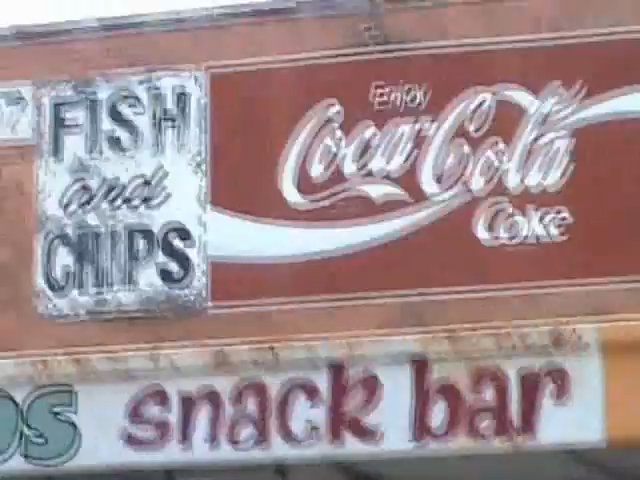 FISH
and
CHIPS
Enjoy
Coca-Cola
Coke
snack bar